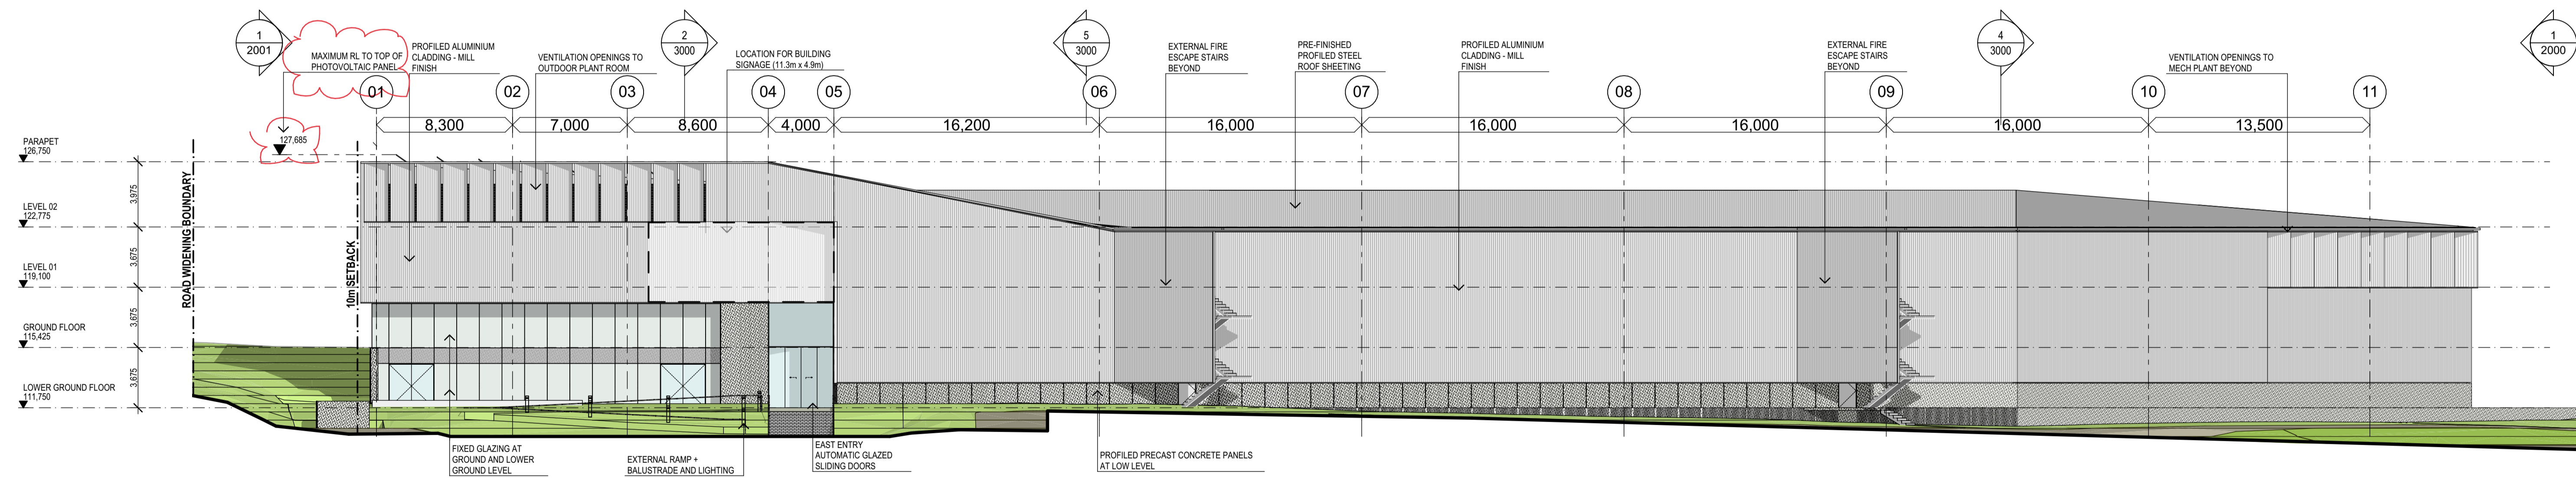 1
2001
MAXIMUM RL TO TOP OF
PHOTOVOLTAIC PANEL
PROFILED ALUMINIUM
CLADDING - MILL
FINISH
VENTILATION OPENINGS TO
OUTDOOR PLANT ROOM
2
3000
LOCATION FOR BUILDING
SIGNAGE (11.3m x 4.9m)
5
3000
EXTERNAL FIRE
ESCAPE STAIRS
BEYOND
PRE-FINISHED
PROFILED STEEL
ROOF SHEETING
PROFILED ALUMINIUM
CLADDING - MILL
FINISH
EXTERNAL FIRE
ESCAPE STAIRS
BEYOND
4
3000
VENTILATION OPENINGS TO
MECH PLANT BEYOND
1
2000
01
02
03
04
05
06
07
08
09
10
11
8,300
7,000
8,600
4,000
16,200
16,000
16,000
16,000
16,000
13,500
127,685
PARAPET
126,750
3,975
LEVEL 02
122,775
3,675
LEVEL 01
119,100
3,675
GROUND FLOOR
115,425
3,675
LOWER GROUND FLOOR
111,750
ROAD WIDENING BOUNDARY
10m SETBACK
FIXED GLAZING AT
GROUND AND LOWER
GROUND LEVEL
EXTERNAL RAMP +
BALUSTRADE AND LIGHTING
EAST ENTRY
AUTOMATIC GLAZED
SLIDING DOORS
PROFILED PRECAST CONCRETE PANELS
AT LOW LEVEL